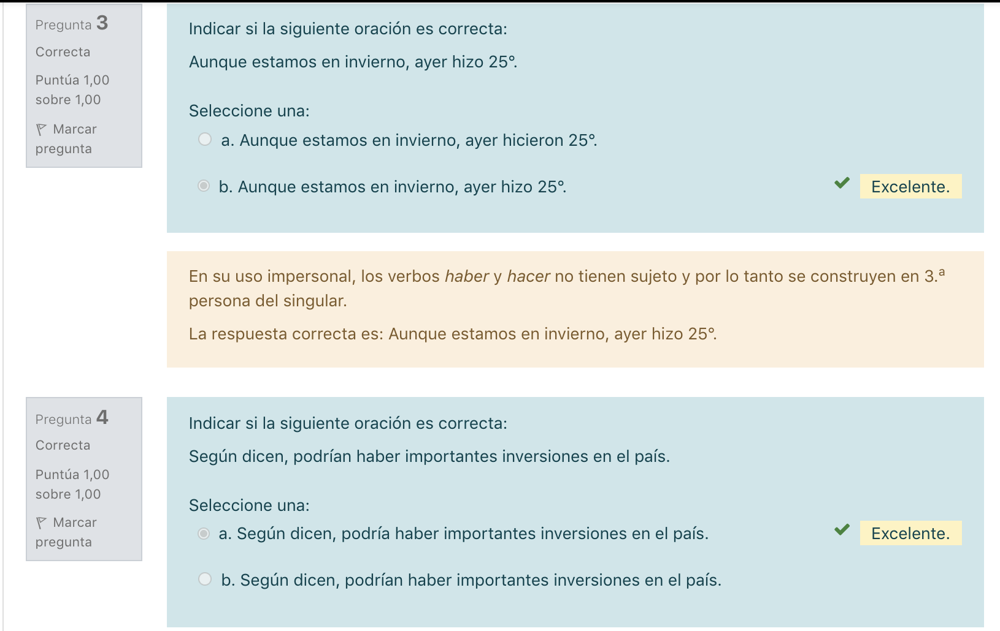 Pregunta 3
Correcta
Puntúa 1,00
sobre 1,00
Marcar
pregunta
Indicar si la siguiente oración es correcta:
Aunque estamos en invierno, ayer hizo 25°.
Seleccione una:
a. Aunque estamos en invierno, ayer hicieron 25°.
b. Aunque estamos en invierno, ayer hizo 25°.
Excelente.
En su uso impersonal, los verbos haber y hacer no tienen sujeto y por lo tanto se construyen en 3.ª
persona del singular.
La respuesta correcta es: Aunque estamos en invierno, ayer hizo 25°.
Pregunta 4
Correcta
Puntúa 1,00
sobre 1,00
Marcar
pregunta
Indicar si la siguiente oración es correcta:
Según dicen, podrían haber importantes inversiones en el país.
Seleccione una:
a. Según dicen, podría haber importantes inversiones en el país.
Excelente.
b. Según dicen, podrían haber importantes inversiones en el país.